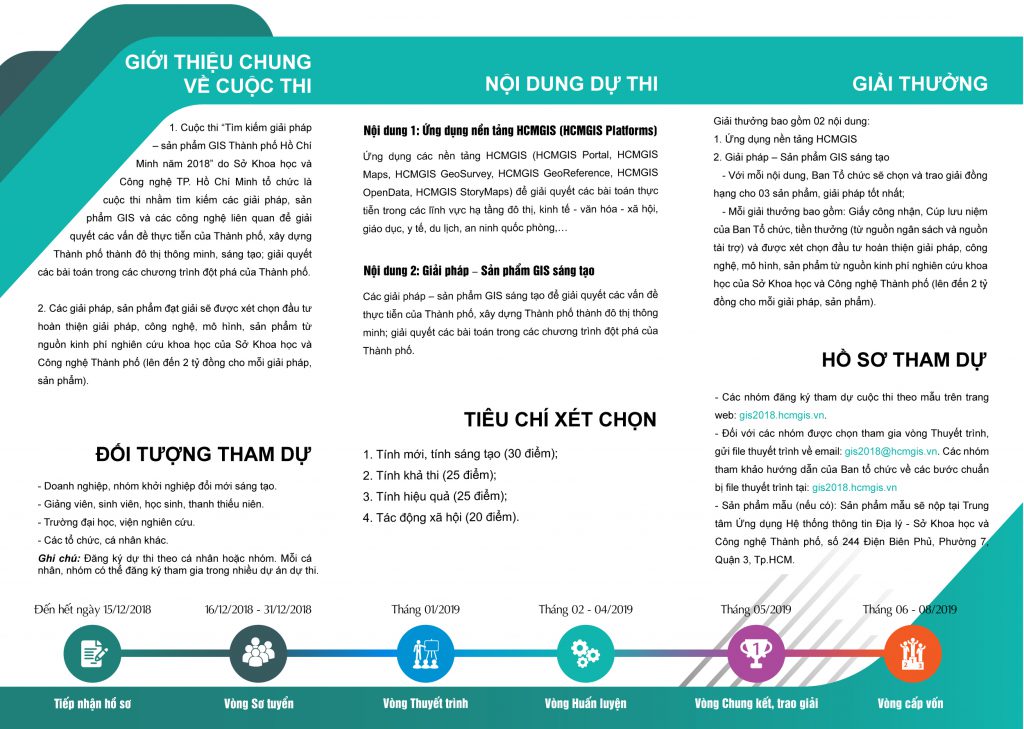 GIỚI THIỆU CHUNG
VỀ CUỘC THI
1. Cuộc thi “Tìm kiếm giải pháp
– sản phẩm GIS Thành phố Hồ Chí
Minh năm 2018” do Sở Khoa học và
Công nghệ TP. Hồ Chí Minh tổ chức là
cuộc thi nhằm tìm kiếm các giải pháp, sản
phẩm GIS và các công nghệ liên quan để giải
quyết các vấn đề thực tiễn của Thành phố, xây dựng
Thành phố thành đô thị thông minh, sáng tạo; giải quyết
các bài toán trong các chương trình đột phá của Thành phố.
2. Các giải pháp, sản phẩm đạt giải sẽ được xét chọn đầu tư
hoàn thiện giải pháp, công nghệ, mô hình, sản phẩm từ
nguồn kinh phí nghiên cứu khoa học của Sở Khoa học và
Công nghệ Thành phố (lên đến 2 tỷ đồng cho mỗi giải pháp,
sản phẩm).
ĐỐI TƯỢNG THAM DỰ
- Doanh nghiệp, nhóm khởi nghiệp đổi mới sáng tạo.
- Giảng viên, sinh viên, học sinh, thanh thiếu niên.
- Trường đại học, viện nghiên cứu.
- Các tổ chức, cá nhân khác.
Ghi chú: Đăng ký dự thi theo cá nhân hoặc nhóm. Mỗi cá
nhân, nhóm có thể đăng ký tham gia trong nhiều dự án dự thi.
NỘI DUNG DỰ THI
Nội dung 1: Ứng dụng nền tảng HCMGIS (HCMGIS Platforms)
Ứng dụng các nền tảng HCMGIS (HCMGIS Portal, HCMGIS
Maps, HCMGIS GeoSurvey, HCMGIS GeoReference, HCMGIS
OpenData, HCMGIS StoryMaps) để giải quyết các bài toán thực
tiễn trong các lĩnh vực hạ tầng đô thị, kinh tế - văn hóa - xã hội,
giáo dục, y tế, du lịch, an ninh quốc phòng,...
Nội dung 2: Giải pháp – Sản phẩm GIS sáng tạo
Các giải pháp – sản phẩm GIS sáng tạo để giải quyết các vấn đề
thực tiễn của Thành phố, xây dựng Thành phố thành đô thị thông
minh; giải quyết các bài toán trong các chương trình đột phá của
Thành phố.
TIÊU CHÍ XÉT CHỌN
1. Tính mới, tính sáng tạo (30 điểm);
2. Tính khả thi (25 điểm);
3. Tính hiệu quả (25 điểm);
4. Tác động xã hội (20 điểm).
GIẢI THƯỞNG
Giải thưởng bao gồm 02 nội dung:
1. Ứng dụng nền tảng HCMGIS
2. Giải pháp – Sản phẩm GIS sáng tạo
- Với mỗi nội dung, Ban Tổ chức sẽ chọn và trao giải đồng
hạng cho 03 sản phẩm, giải pháp tốt nhất;
- Mỗi giải thưởng bao gồm: Giấy công nhận, Cúp lưu niệm
của Ban Tổ chức, tiền thưởng (từ nguồn ngân sách và nguồn
tài trợ) và được xét chọn đầu tư hoàn thiện giải pháp, công
nghệ, mô hình, sản phẩm từ nguồn kinh phí nghiên cứu khoa
học của Sở Khoa học và Công nghệ Thành phố (lên đến 2 tỷ
đồng cho mỗi giải pháp, sản phẩm).
HỒ SƠ THAM DỰ
- Các nhóm đăng ký tham dự cuộc thi theo mẫu trên trang
web: gis2018.hcmgis.vn.
- Đối với các nhóm được chọn tham gia vòng Thuyết trình,
gửi file thuyết trình về email: gis2018@hcmgis.vn. Các nhóm
tham khảo hướng dẫn của Ban tổ chức về các bước chuẩn
bị file thuyết trình tại: gis2018.hcmgis.vn
- Sản phẩm mẫu (nếu có): Sản phẩm mẫu sẽ nộp tại Trung
tâm Ứng dụng Hệ thống thông tin Địa lý - Sở Khoa học và
Công nghệ Thành phố, số 244 Điện Biên Phủ, Phường 7,
Quận 3, Tp.HCM.
Đến hết ngày 15/12/2018
16/12/2018 - 31/12/2018
Tháng 01/2019
Tháng 02 - 04/2019
Tháng 05/2019
Tháng 06 - 08/2019
1
2 1 3
Tiếp nhận hồ sơ
Vòng Sơ tuyển
Vòng Thuyết trình
Vòng Huấn luyện
Vòng Chung kết, trao giải
Vòng cấp vốn